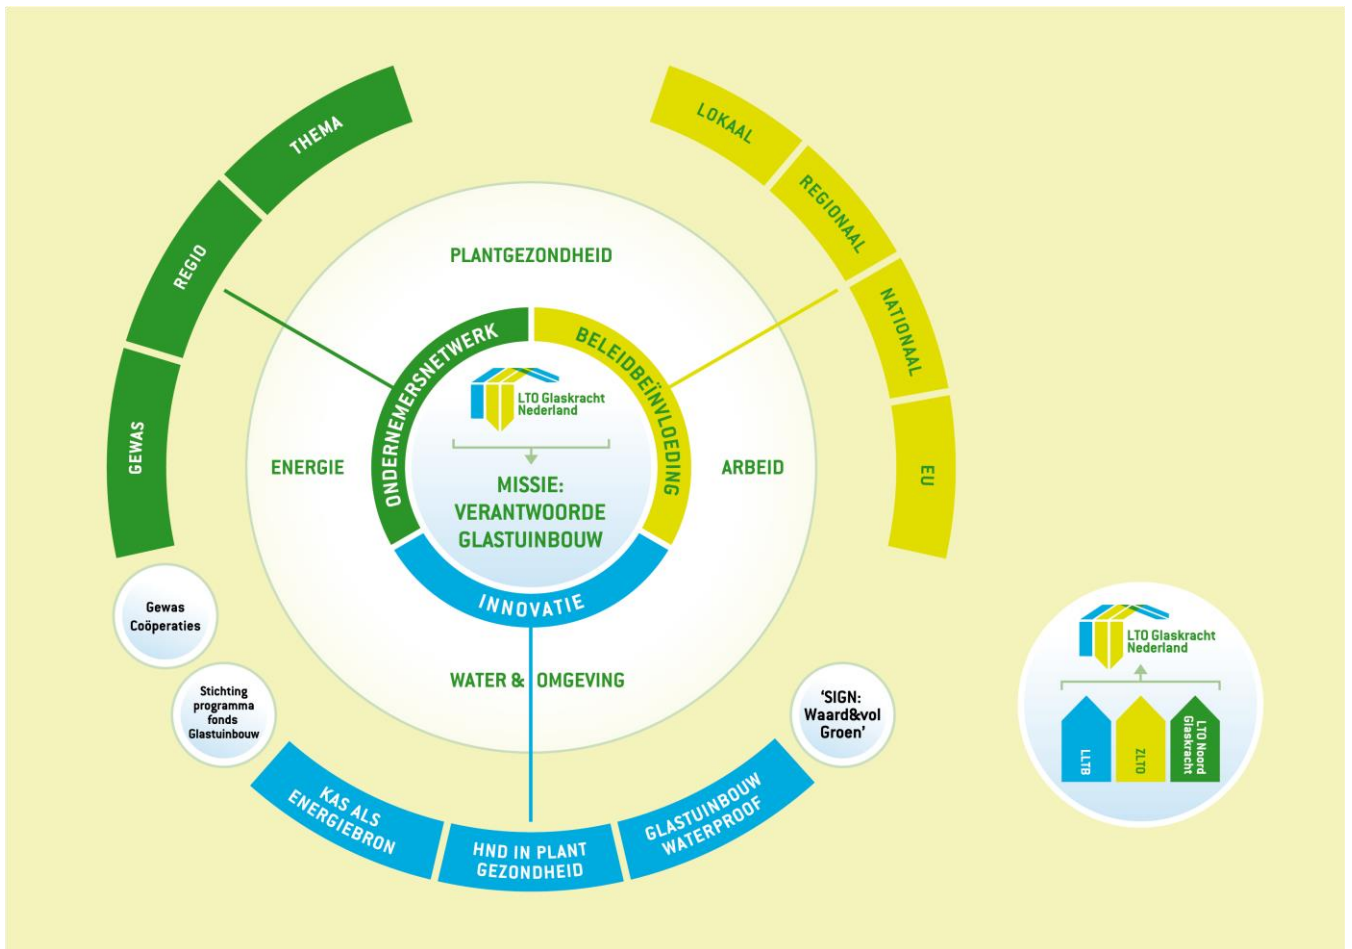 THEMA
REGIO
GEWAS
LOKAAL
REGIONAAL
NATIONAAL
EU
PLANTGEZONDHEID
ENERGIE
ARBEID
WATER & OMGEVING
ONDERNEMERSNETWERK
BELEIDBEÏNVLOEDING
INNOVATIE
LTO Glaskracht
Nederland
MISSIE:
VERANTWOORDE
GLASTUINBOUW
Gewas
Coöperaties
Stichting
programma
fonds
Glastuinbouw
'SIGN:
Waard&vol
Groen'
KAS ALS
ENERGIEBRON
HND IN PLANT
GEZONDHEID
GLASTUINBOUW
WATERPROOF
LTO Glaskracht
Nederland
LLTB
ZLTO
LTO Noord
Glaskracht